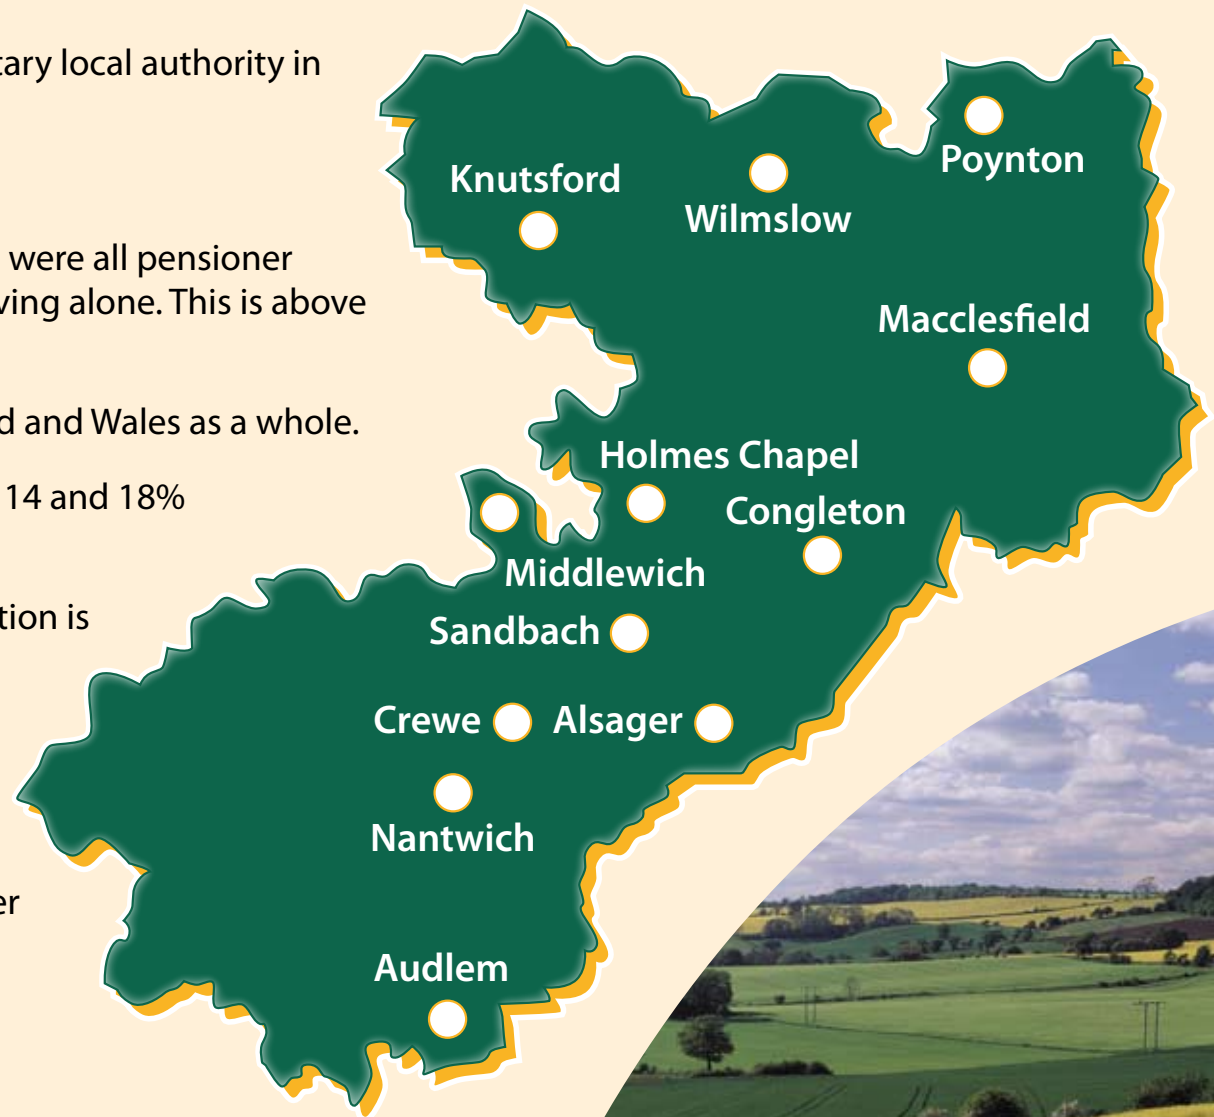 tary local authority in
were all pensioner
ving alone. This is above
d and Wales as a whole.
14 and 18%
tion is
er
Knutsford
Wilmslow
Poynton
Macclesfield
Holmes Chapel
Congleton
Middlewich
Sandbach
Crewe
Alsager
Nantwich
Audlem